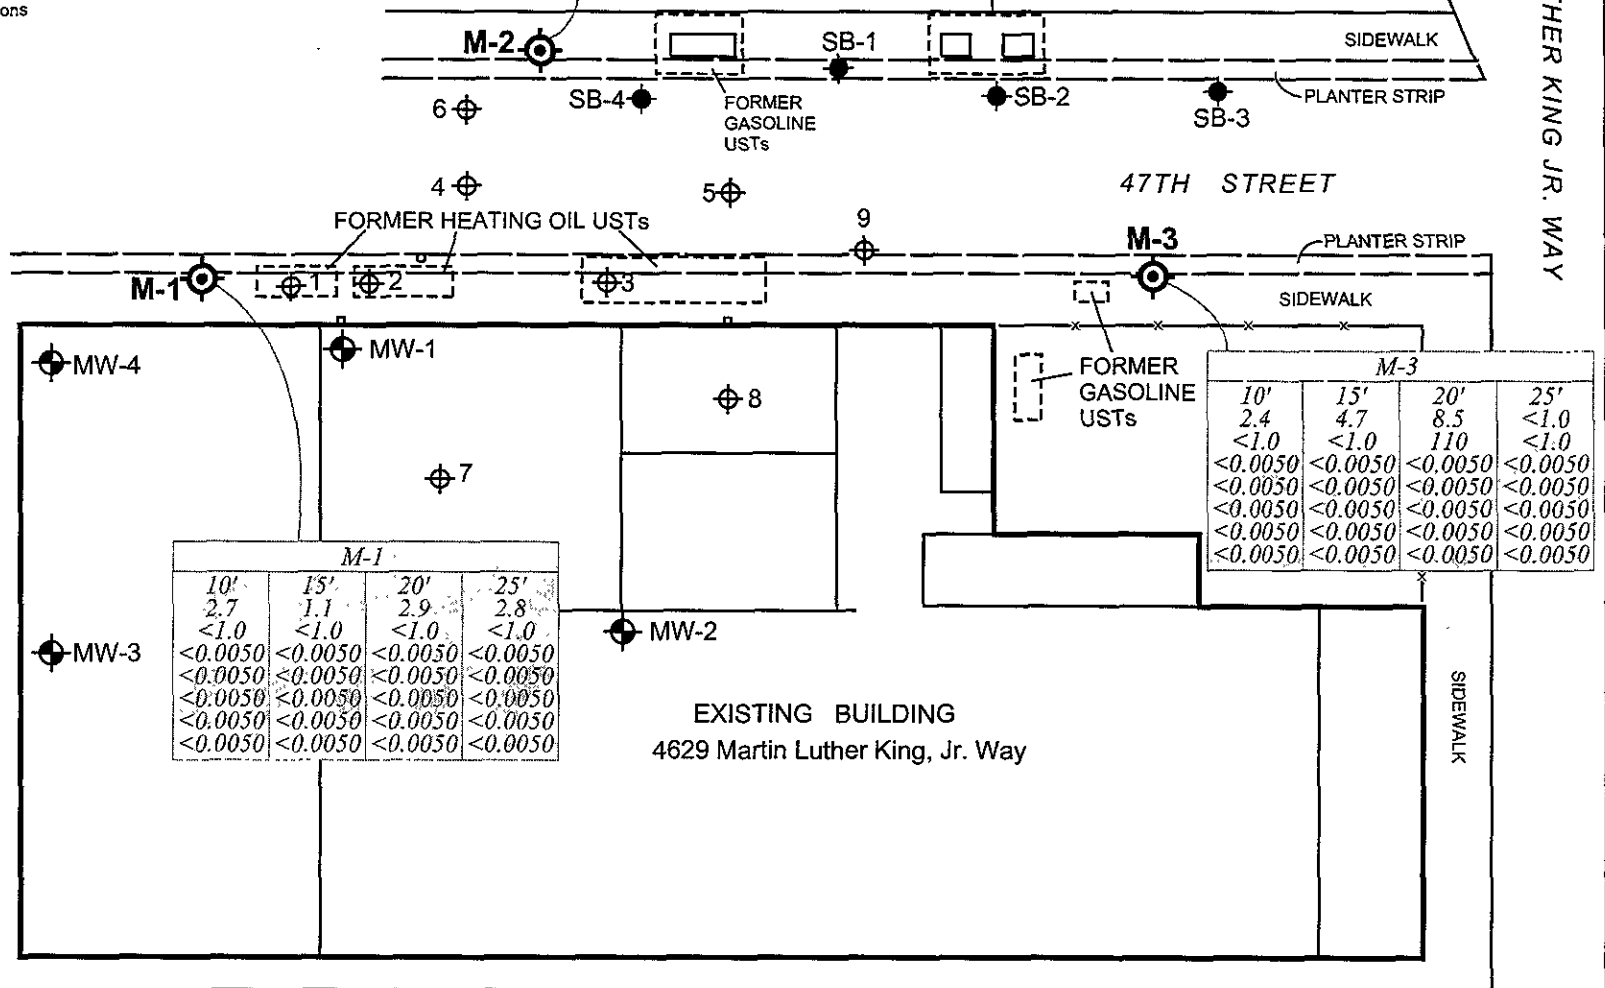 ons
M-2
SB-1
SIDEWALK
SB-4
FORMER
GASOLINE
USTs
SB-2
SB-3
PLANTER STRIP
THER KING JR. WAY
6
4
5
47TH STREET
FORMER HEATING OIL USTs
9
M-3
PLANTER STRIP
M-1
1
2
3
SIDEWALK
MW-4
MW-1
8
7
FORMER
GASOLINE
USTs
M-3
10' 15' 20' 25'
2.4 4.7 8.5 <1.0
<1.0 <1.0 110 <1.0
<0.0050 <0.0050 <0.0050 <0.0050
<0.0050 <0.0050 <0.0050 <0.0050
<0.0050 <0.0050 <0.0050 <0.0050
<0.0050 <0.0050 <0.0050 <0.0050
<0.0050 <0.0050 <0.0050 <0.0050
M-1
10' 15' 20' 25'
2.7 1.1 2.9 2.8
<1.0 <1.0 <1.0 <1.0
<0.0050 <0.0050 <0.0050 <0.0050
<0.0050 <0.0050 <0.0050 <0.0050
<0.0050 <0.0050 <0.0050 <0.0050
<0.0050 <0.0050 <0.0050 <0.0050
<0.0050 <0.0050 <0.0050 <0.0050
MW-3
MW-2
EXISTING BUILDING
4629 Martin Luther King, Jr. Way
SIDEWALK